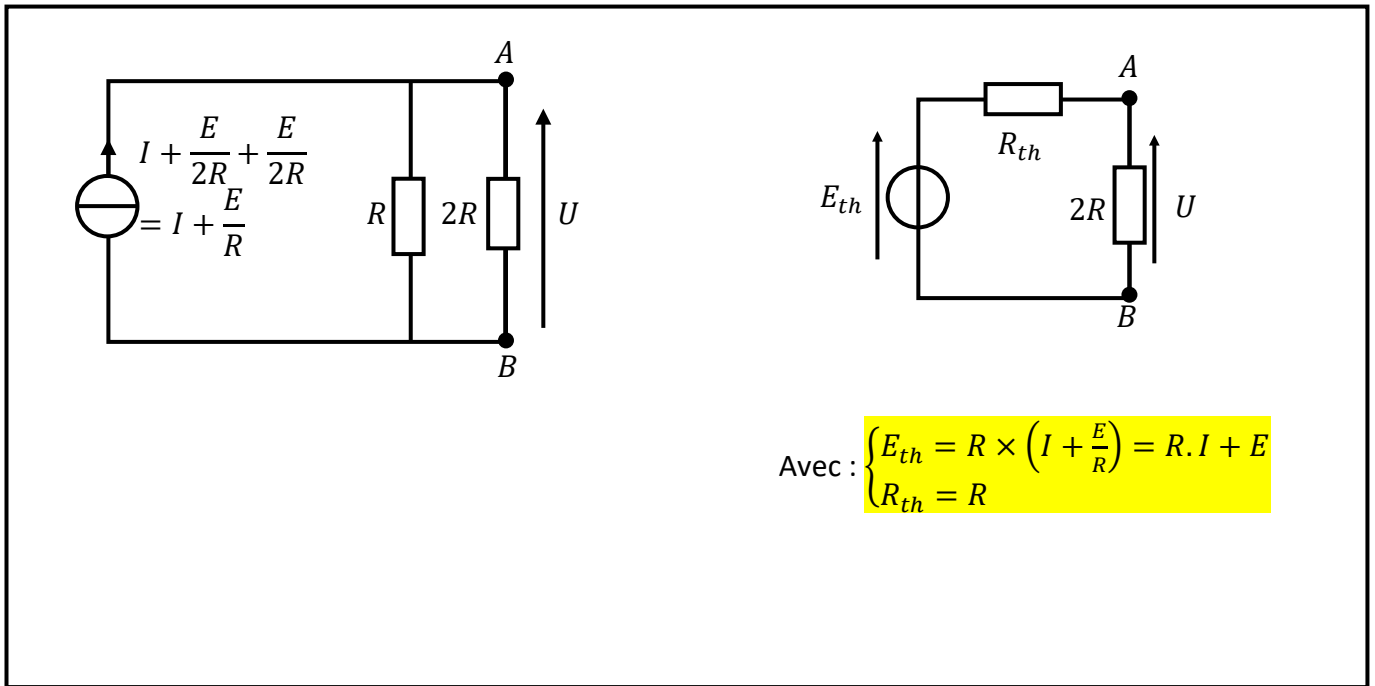 A
I + E/2R + E/2R
= I + E/R
R
2R
U
B
A
R_th
E_th
2R
U
B
Avec : {E_th = R × (I + E/R) = R. I + E
R_th = R